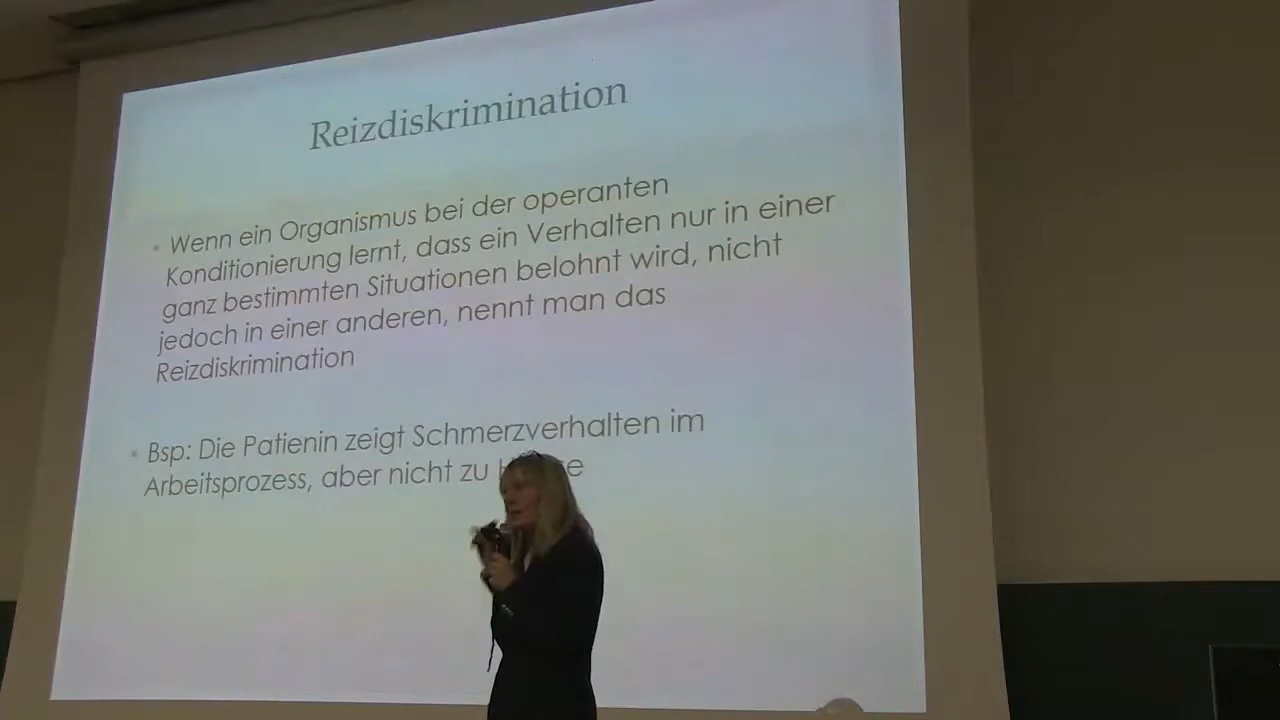 Reizdiskrimination
Wenn ein Organismus bei der operanten
Konditionierung lernt, dass ein Verhalten nur in einer
ganz bestimmten Situationen belohnt wird, nicht
jedoch in einer anderen, nennt man das
Reizdiskrimination
Bsp: Die Patienin zeigt Schmerzverhalten im
Arbeitsprozess, aber nicht zu